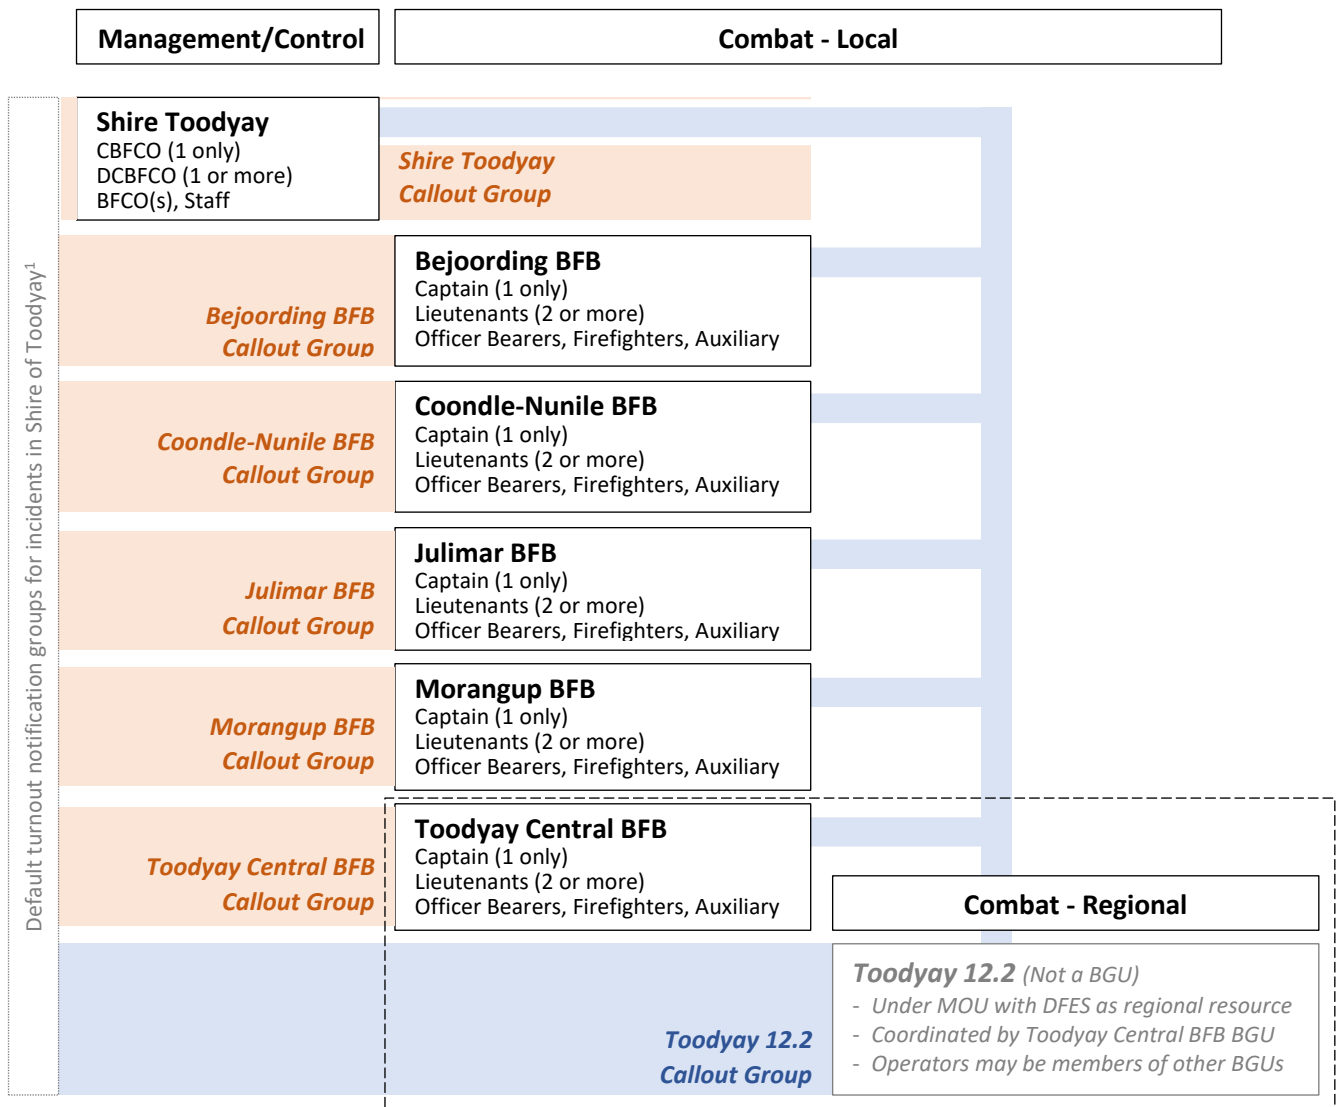 Management/Control
Combat - Local
Default turnout notification groups for incidents in Shire of Toodyay¹
Shire Toodyay
CBFCO (1 only)
DCBFCO (1 or more)
BFCO(s), Staff
Shire Toodyay
Callout Group
Bejoording BFB
Callout Group
Bejoording BFB
Captain (1 only)
Lieutenants (2 or more)
Officer Bearers, Firefighters, Auxiliary
Coondle-Nunile BFB
Callout Group
Coondle-Nunile BFB
Captain (1 only)
Lieutenants (2 or more)
Officer Bearers, Firefighters, Auxiliary
Julimar BFB
Callout Group
Julimar BFB
Captain (1 only)
Lieutenants (2 or more)
Officer Bearers, Firefighters, Auxiliary
Morangup BFB
Callout Group
Morangup BFB
Captain (1 only)
Lieutenants (2 or more)
Officer Bearers, Firefighters, Auxiliary
Toodyay Central BFB
Callout Group
Toodyay Central BFB
Captain (1 only)
Lieutenants (2 or more)
Officer Bearers, Firefighters, Auxiliary
Combat - Regional
Toodyay 12.2
Callout Group
Toodyay 12.2 (Not a BGU)
- Under MOU with DFES as regional resource
- Coordinated by Toodyay Central BFB BGU
- Operators may be members of other BGUs